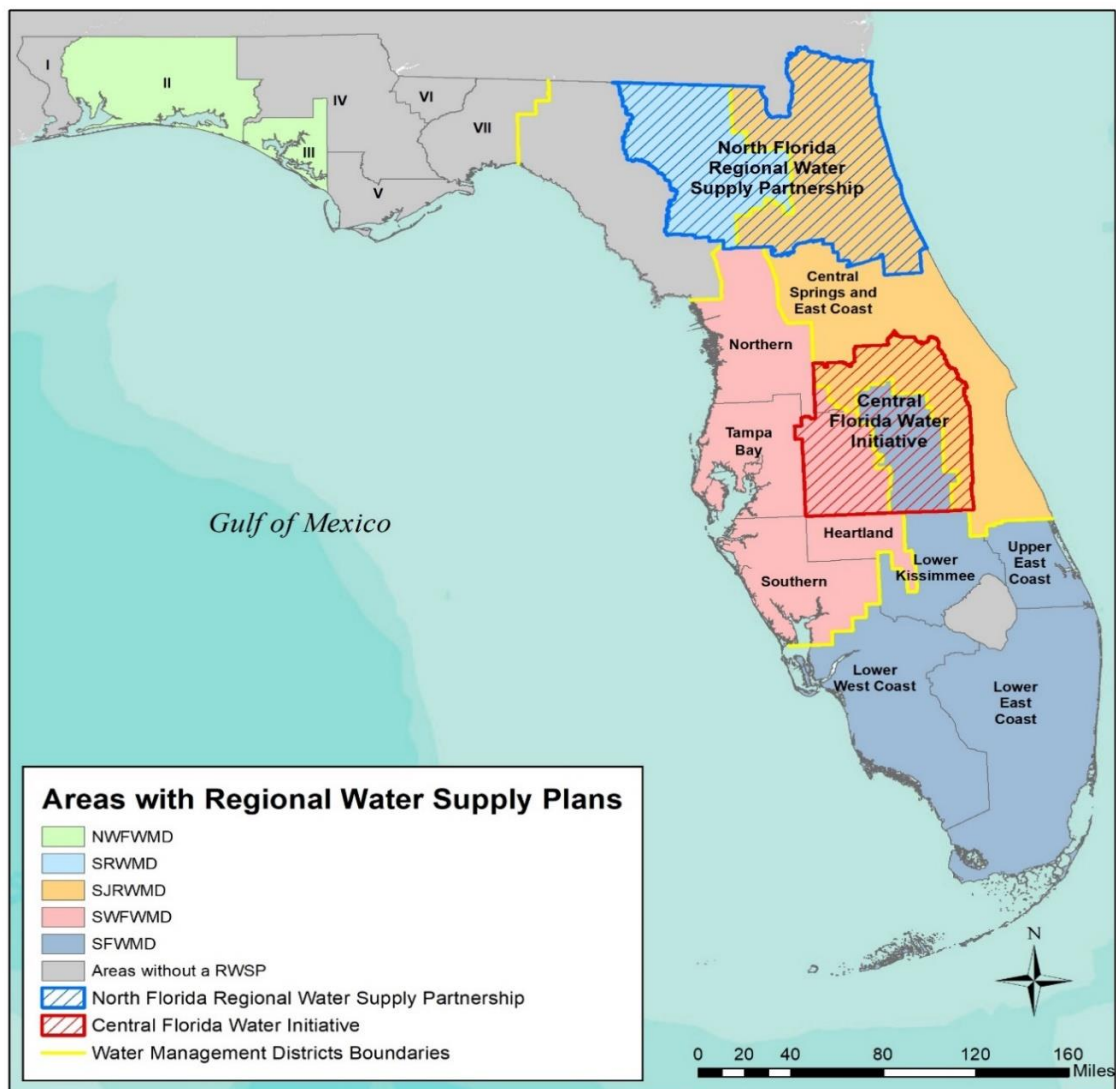 I
II
III
IV
V
VI
VII
North Florida
Regional Water
Supply Partnership
Central
Springs and
East Coast
Northern
Central
Florida Water
Initiative
Tampa
Bay
Gulf of Mexico
Heartland
Lower
Kissimmee
Upper
East
Coast
Southern
Lower
West Coast
Lower
East
Coast
Areas with Regional Water Supply Plans
NWFWMD
SRWMD
SJRWMD
SWFWMD
SFWMD
Areas without a RWSP
North Florida Regional Water Supply Partnership
Central Florida Water Initiative
Water Management Districts Boundaries
N
0 20 40 80 120 160
Miles